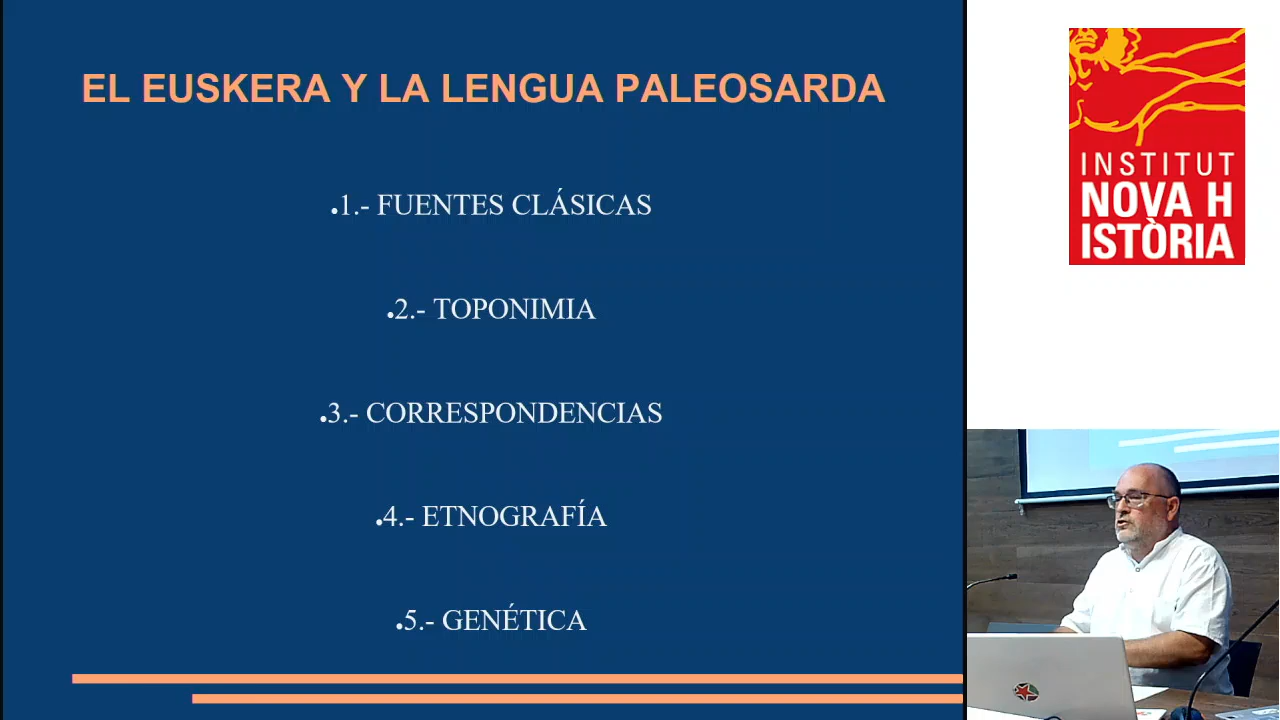 EL EUSKERA Y LA LENGUA PALEOSARDA
•1.- FUENTES CLÁSICAS
•2.- TOPONIMIA
•3.- CORRESPONDENCIAS
•4.- ETNOGRAFÍA
•5.- GENÉTICA
INSTITUT
NOVA H
ISTÒRIA